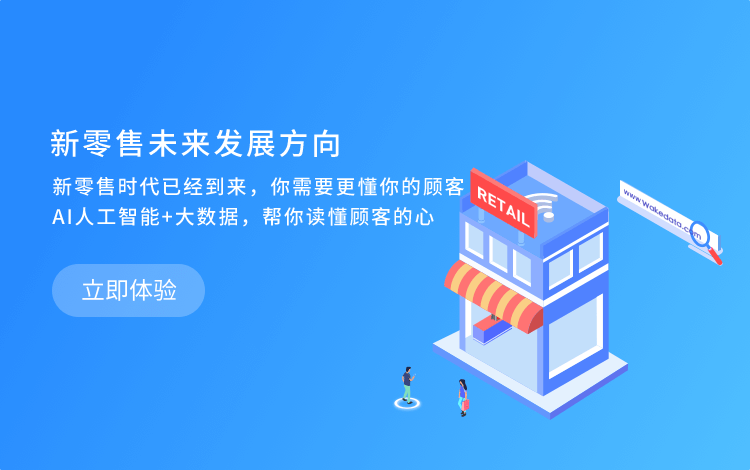 新零售未来发展方向
新零售时代已经到来，你需要更懂你的顾客
AI人工智能+大数据，帮你读懂顾客的心
立即体验
RETAIL
www.Wakedata.com